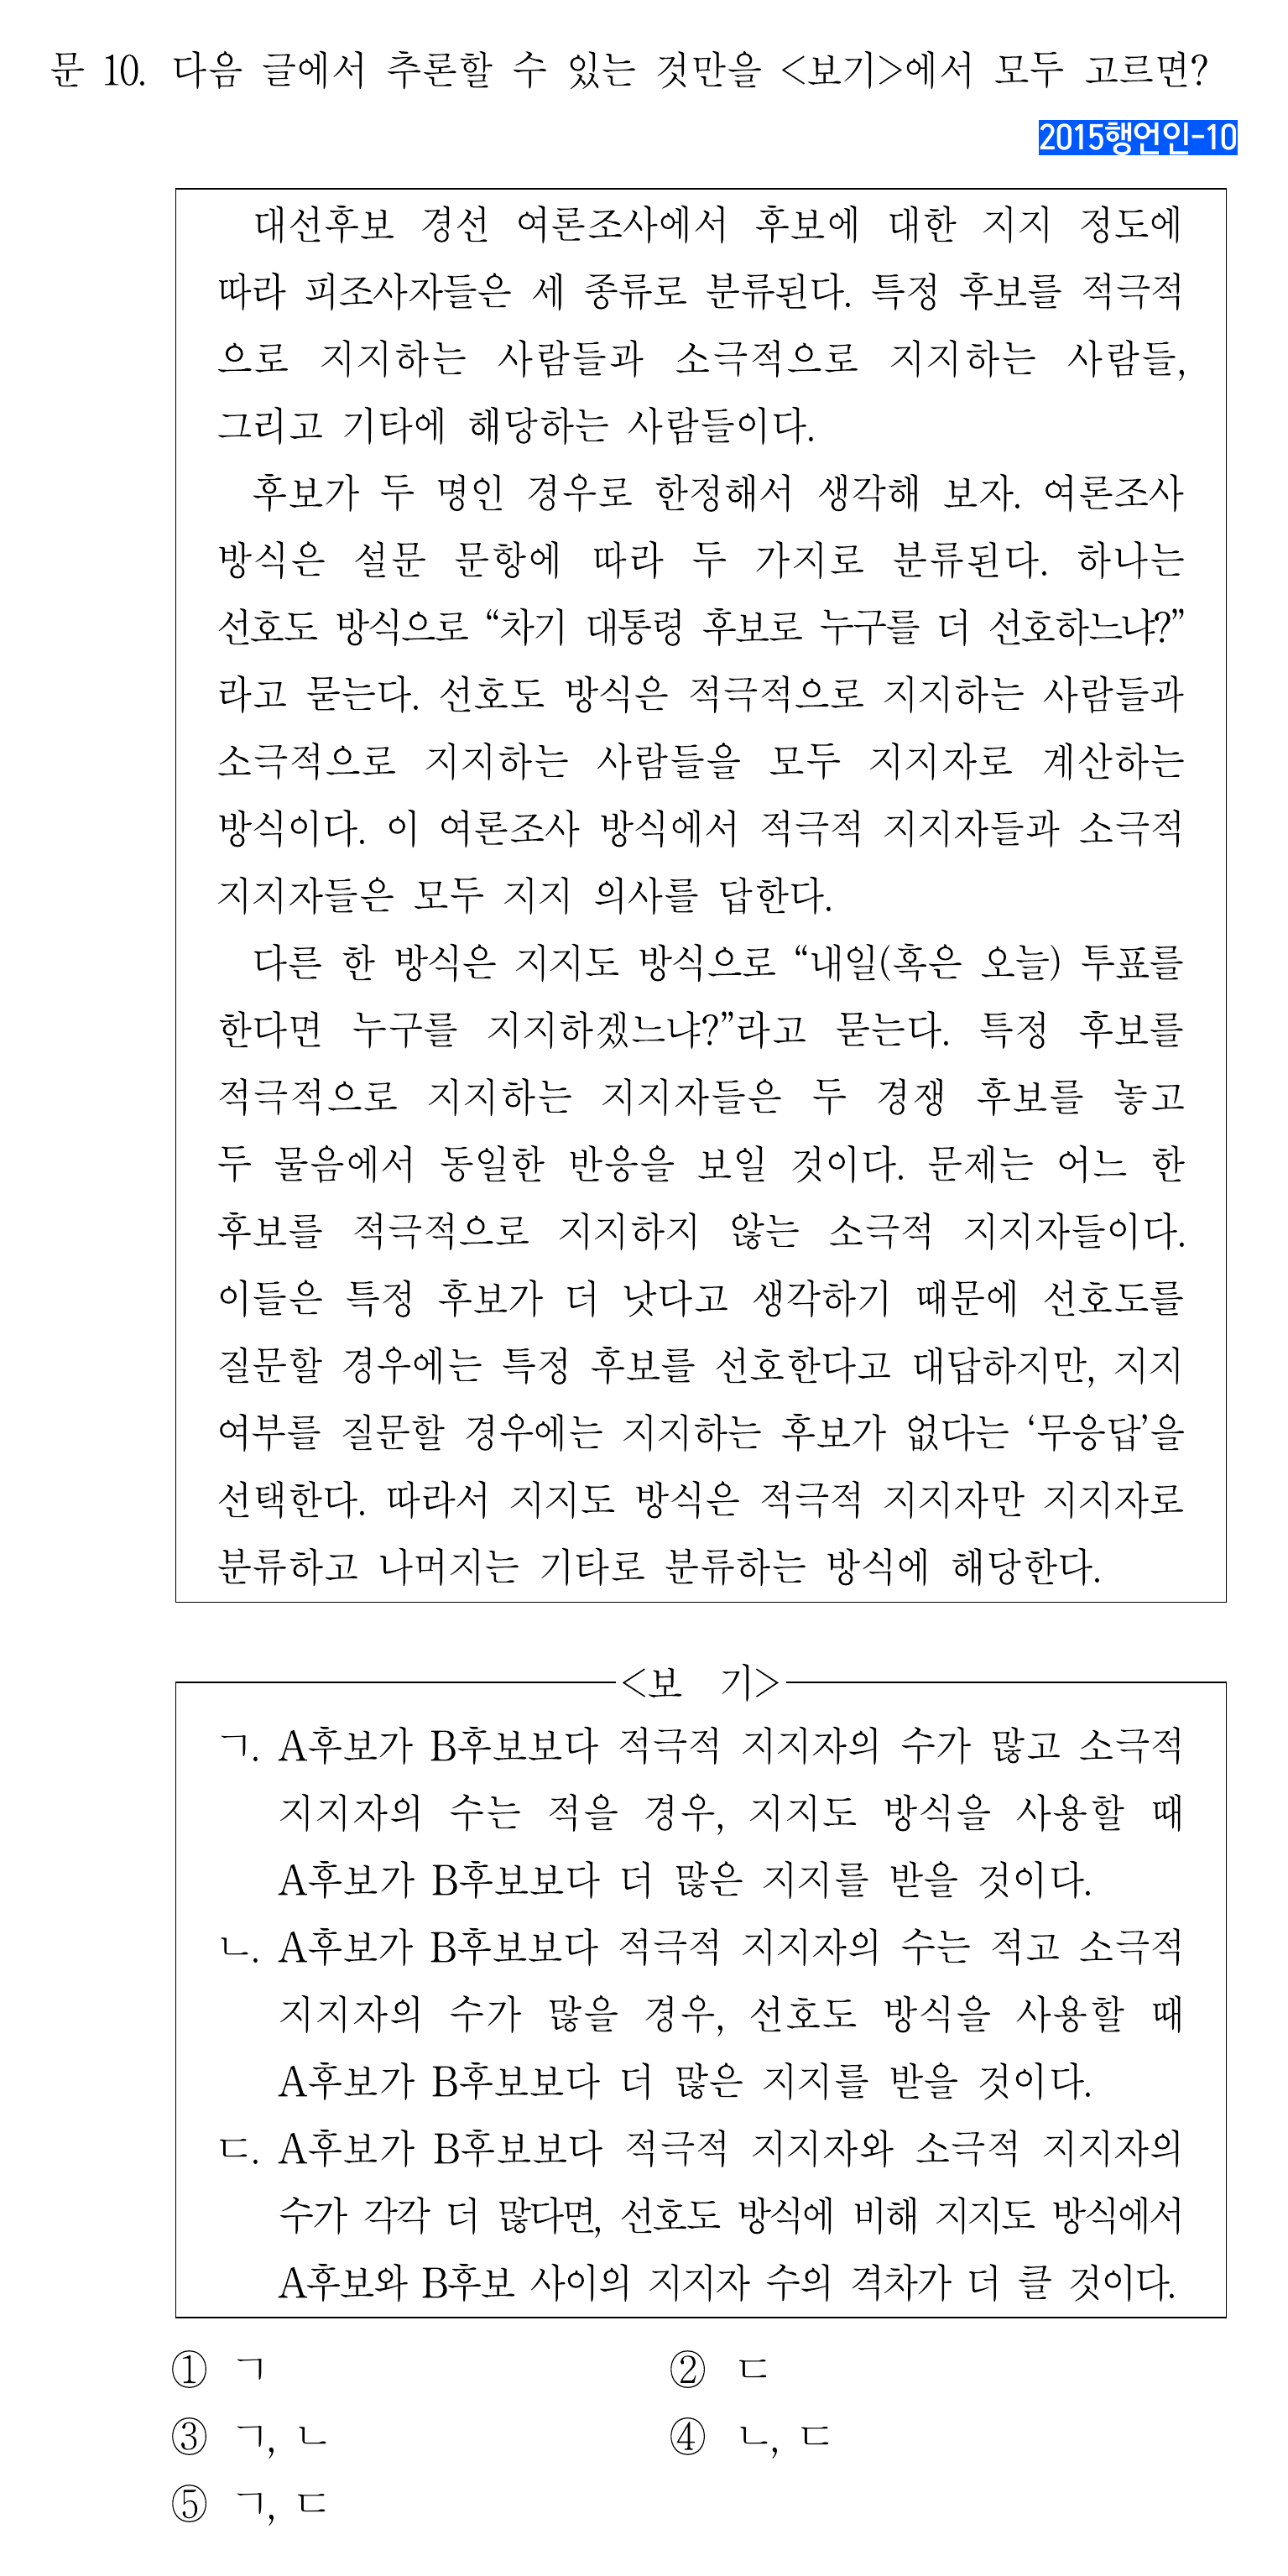 문 10. 다음 글에서 추론할 수 있는 것만을 <보기>에서 모두 고르면?
2015행언인-10
대선후보 경선 여론조사에서 후보에 대한 지지 정도에
따라 피조사자들은 세 종류로 분류된다. 특정 후보를 적극적
으로 지지하는 사람들과 소극적으로 지지하는 사람들,
그리고 기타에 해당하는 사람들이다.
후보가 두 명인 경우로 한정해서 생각해 보자. 여론조사
방식은 설문 문항에 따라 두 가지로 분류된다. 하나는
선호도 방식으로 “차기 대통령 후보로 누구를 더 선호하느냐?”
라고 묻는다. 선호도 방식은 적극적으로 지지하는 사람들과
소극적으로 지지하는 사람들을 모두 지지자로 계산하는
방식이다. 이 여론조사 방식에서 적극적 지지자들과 소극적
지지자들은 모두 지지 의사를 답한다.
다른 한 방식은 지지도 방식으로 “내일(혹은 오늘) 투표를
한다면 누구를 지지하겠느냐?”라고 묻는다. 특정 후보를
적극적으로 지지하는 지지자들은 두 경쟁 후보를 놓고
두 물음에서 동일한 반응을 보일 것이다. 문제는 어느 한
후보를 적극적으로 지지하지 않는 소극적 지지자들이다.
이들은 특정 후보가 더 낫다고 생각하기 때문에 선호도를
질문할 경우에는 특정 후보를 선호한다고 대답하지만, 지지
여부를 질문할 경우에는 지지하는 후보가 없다는 ‘무응답’을
선택한다. 따라서 지지도 방식은 적극적 지지자만 지지자로
분류하고 나머지는 기타로 분류하는 방식에 해당한다.
<보 기>
ㄱ. A후보가 B후보보다 적극적 지지자의 수가 많고 소극적
지지자의 수는 적을 경우, 지지도 방식을 사용할 때
A후보가 B후보보다 더 많은 지지를 받을 것이다.
ㄴ. A후보가 B후보보다 적극적 지지자의 수는 적고 소극적
지지자의 수가 많을 경우, 선호도 방식을 사용할 때
A후보가 B후보보다 더 많은 지지를 받을 것이다.
ㄷ. A후보가 B후보보다 적극적 지지자와 소극적 지지자의
수가 각각 더 많다면, 선호도 방식에 비해 지지도 방식에서
A후보와 B후보 사이의 지지자 수의 격차가 더 클 것이다.
① ㄱ ② ㄷ
③ ㄱ, ㄴ ④ ㄴ, ㄷ
⑤ ㄱ, ㄷ